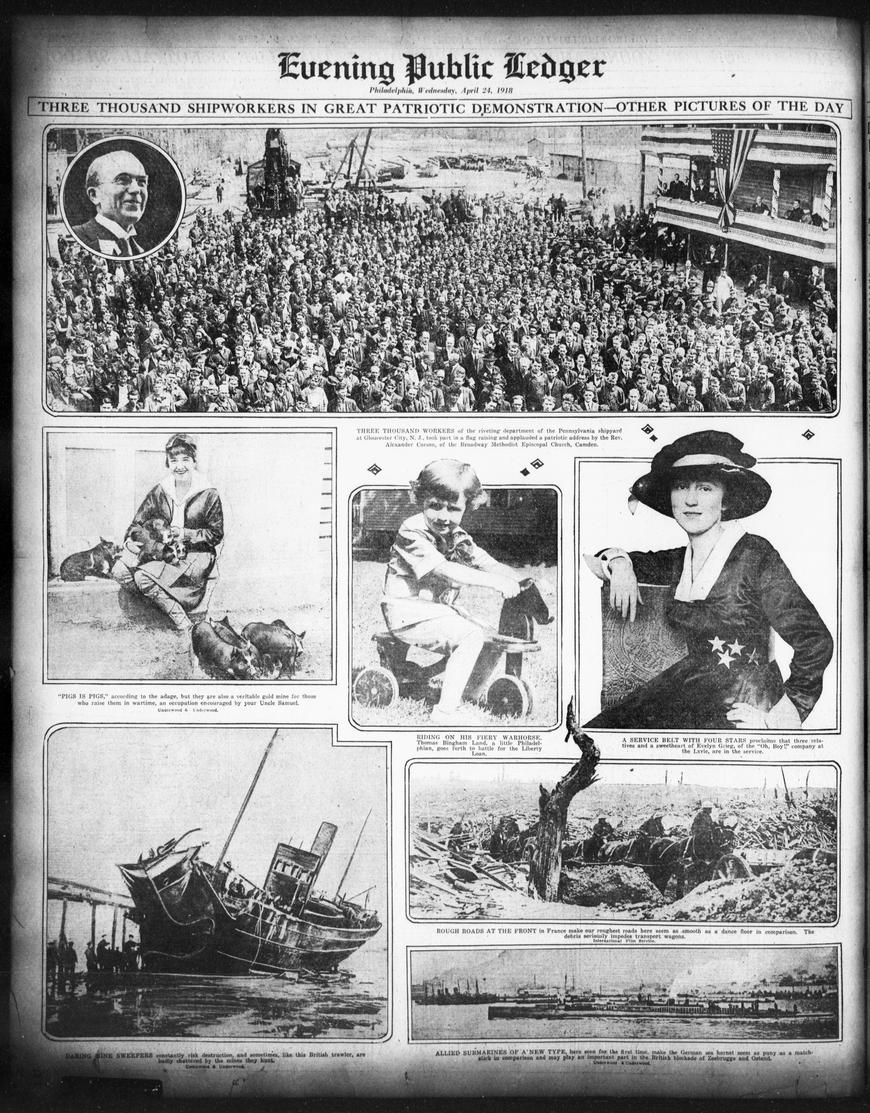 Evening Public Ledger
Philadelphia, Wednesday, April 24, 1918
THREE THOUSAND SHIPWORKERS IN GREAT PATRIOTIC DEMONSTRATION—OTHER PICTURES OF THE DAY
THREE THOUSAND WORKERS of the riveting department of the Pennsylvania shipyard
at Gloucester City, N. J., took part in a flag raising and applauded a patriotic address by the Rev.
Alexander Corson, of the Broadway Methodist Episcopal Church, Camden.
"PIGS IS PIGS," according to the adage, but they are also a veritable gold mine for those
who raise them in wartime, an occupation encouraged by your Uncle Samuel.
Underwood & Underwood.
RIDING ON HIS FIERY WARHORSE,
Thomas Bingham Land, a little Philadel-
phian, goes forth to battle for the Liberty
Loan.
A SERVICE BELT WITH FOUR STARS proclaims that three rela-
tives and a sweetheart of Evelyn Grieg, of the "Oh, Boy!" company at
the Lyric, are in the service.
ROUGH ROADS AT THE FRONT in France make our roughest roads here seem as smooth as a dance floor in comparison. The
debris seriously impedes transport wagons.
International Film Service.
DARING MINE SWEEPERS constantly risk destruction, and sometimes, like this British trawler, are
badly shattered by the mines they hunt.
Underwood & Underwood.
ALLIED SUBMARINES OF A NEW TYPE, here seen for the first time, make the German sea hornet seem as puny as a match-
stick in comparison and may play an important part in the British blockade of Zeebrugge and Ostend.
Underwood & Underwood.